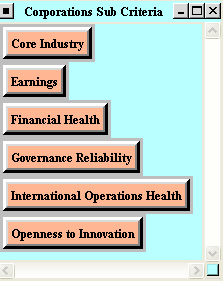 Corporations Sub Criteria
Core Industry
Earnings
Financial Health
Governance Reliability
International Operations Health
Openness to Innovation